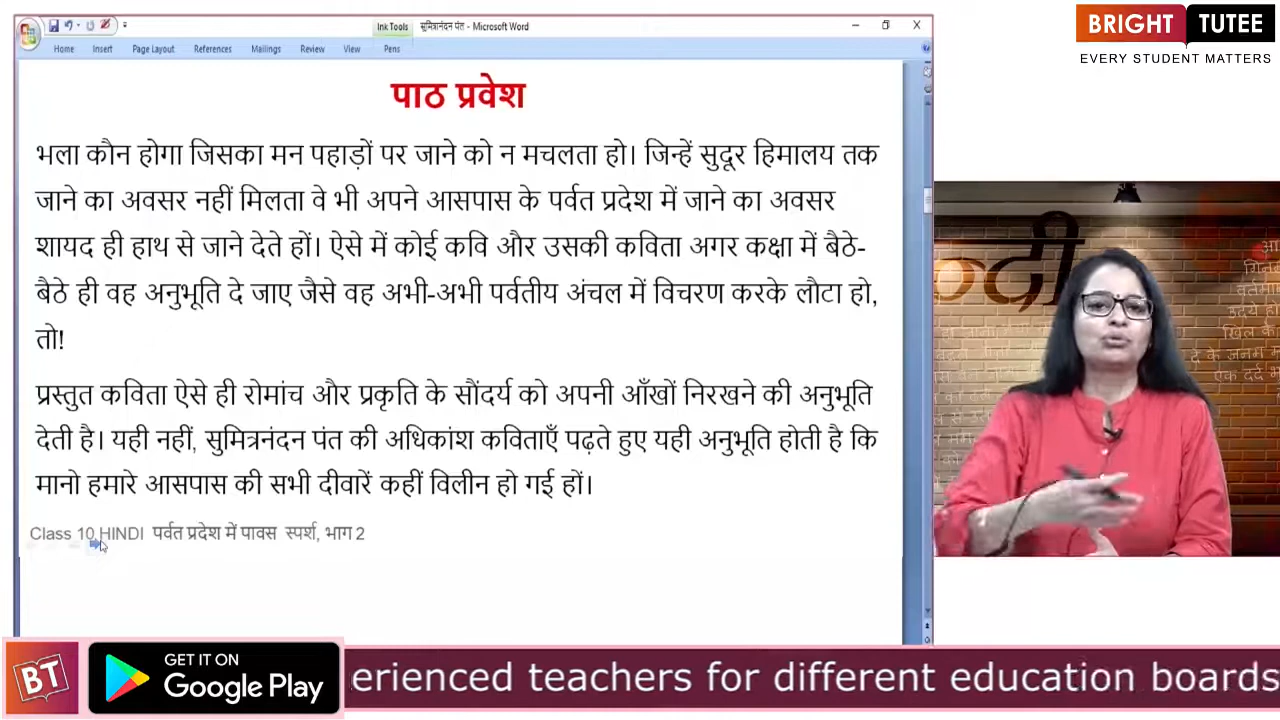 BRIGHT TUTEE
EVERY STUDENT MATTERS
Ink Tools
सुमित्रानंदन पंत - Microsoft Word
Home Insert Page Layout References Mailings Review View Pens
पाठ प्रवेश
भला कौन होगा जिसका मन पहाड़ों पर जाने को न मचलता हो। जिन्हें सुदूर हिमालय तक
जाने का अवसर नहीं मिलता वे भी अपने आसपास के पर्वत प्रदेश में जाने का अवसर
शायद ही हाथ से जाने देते हों। ऐसे में कोई कवि और उसकी कविता अगर कक्षा में बैठे-
बैठे ही वह अनुभूति दे जाए जैसे वह अभी-अभी पर्वतीय अंचल में विचरण करके लौटा हो,
तो!
प्रस्तुत कविता ऐसे ही रोमांच और प्रकृति के सौंदर्य को अपनी आँखों निरखने की अनुभूति
देती है। यही नहीं, सुमित्रनंदन पंत की अधिकांश कविताएँ पढ़ते हुए यही अनुभूति होती है कि
मानो हमारे आसपास की सभी दीवारें कहीं विलीन हो गई हों।
Class 10 HINDI पर्वत प्रदेश में पावस स्पर्श, भाग 2
BT
GET IT ON
Google Play
erienced teachers for different education boards